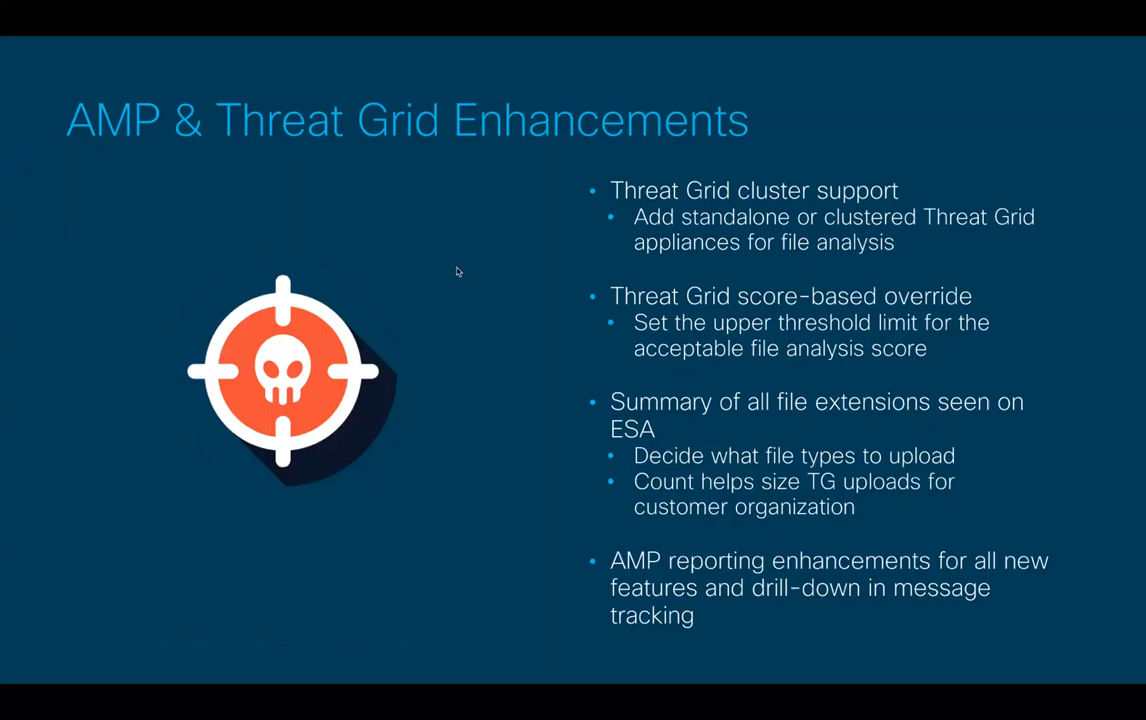 AMP & Threat Grid Enhancements
• Threat Grid cluster support
• Add standalone or clustered Threat Grid
appliances for file analysis
• Threat Grid score-based override
• Set the upper threshold limit for the
acceptable file analysis score
• Summary of all file extensions seen on
ESA
• Decide what file types to upload
• Count helps size TG uploads for
customer organization
• AMP reporting enhancements for all new
features and drill-down in message
tracking